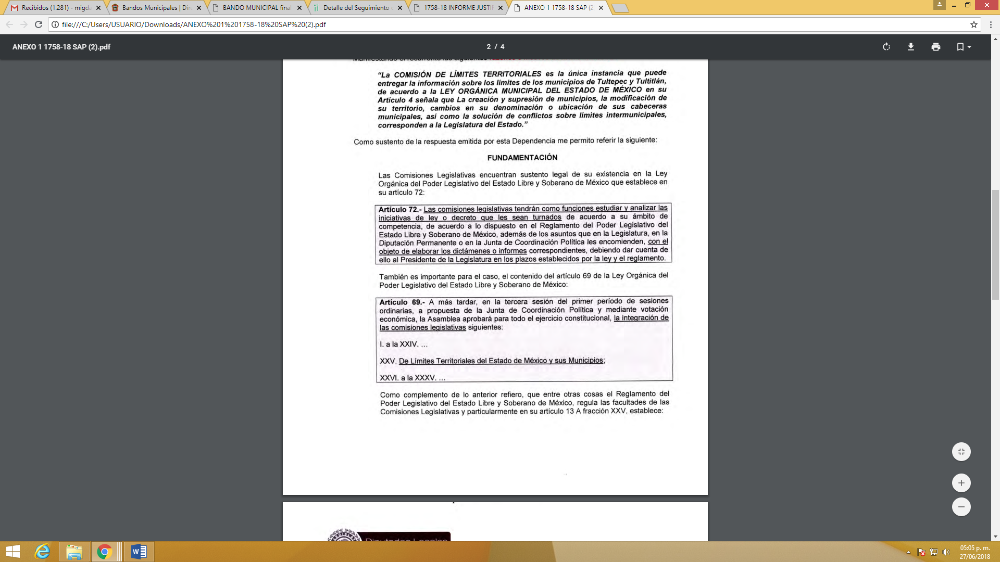 Recibidos (1.281) - migda
Bandos Municipales | Dir
BANDO MUNICIPAL final
Detalle del Seguimiento
1758-18 INFORME JUSTIF
ANEXO 1 1758-18 SAP (2
file:///C:/Users/USUARIO/Downloads/ANEXO%201%201758-18%20SAP%20(2).pdf
ANEXO 1 1758-18 SAP (2).pdf
2 / 4
“La COMISIÓN DE LÍMITES TERRITORIALES es la única instancia que puede
entregar la información sobre los límites de los municipios de Tultepec y Tultitlán,
de acuerdo a la LEY ORGÁNICA MUNICIPAL DEL ESTADO DE MÉXICO en su
Artículo 4 señala que La creación y supresión de municipios, la modificación de
su territorio, cambios en su denominación o ubicación de sus cabeceras
municipales, así como la solución de conflictos sobre límites intermunicipales,
corresponden a la Legislatura del Estado.”
Como sustento de la respuesta emitida por esta Dependencia me permito referir la siguiente:
FUNDAMENTACIÓN
Las Comisiones Legislativas encuentran sustento legal de su existencia en la Ley
Orgánica del Poder Legislativo del Estado Libre y Soberano de México que establece en
su artículo 72:
Artículo 72.- Las comisiones legislativas tendrán como funciones estudiar y analizar las
iniciativas de ley o decreto que les sean turnados de acuerdo a su ámbito de
competencia, de acuerdo a lo dispuesto en el Reglamento del Poder Legislativo del
Estado Libre y Soberano de México, además de los asuntos que en la Legislatura, en la
Diputación Permanente o en la Junta de Coordinación Política les encomienden, con el
objeto de elaborar los dictámenes o informes correspondientes, debiendo dar cuenta de
ello al Presidente de la Legislatura en los plazos establecidos por la ley y el reglamento.
También es importante para el caso, el contenido del artículo 69 de la Ley Orgánica del
Poder Legislativo del Estado Libre y Soberano de México:
Artículo 69.- A más tardar, en la tercera sesión del primer período de sesiones
ordinarias, a propuesta de la Junta de Coordinación Política y mediante votación
económica, la Asamblea aprobará para todo el ejercicio constitucional, la integración de
las comisiones legislativas siguientes:
I. a la XXIV. ...
XXV. De Límites Territoriales del Estado de México y sus Municipios;
XXVI. a la XXXV. ...
Como complemento de lo anterior refiero, que entre otras cosas el Reglamento del
Poder Legislativo del Estado Libre y Soberano de México, regula las facultades de las
Comisiones Legislativas y particularmente en su artículo 13 A fracción XXV, establece:
Diputados Locales
05:05 p. m.
27/06/2018